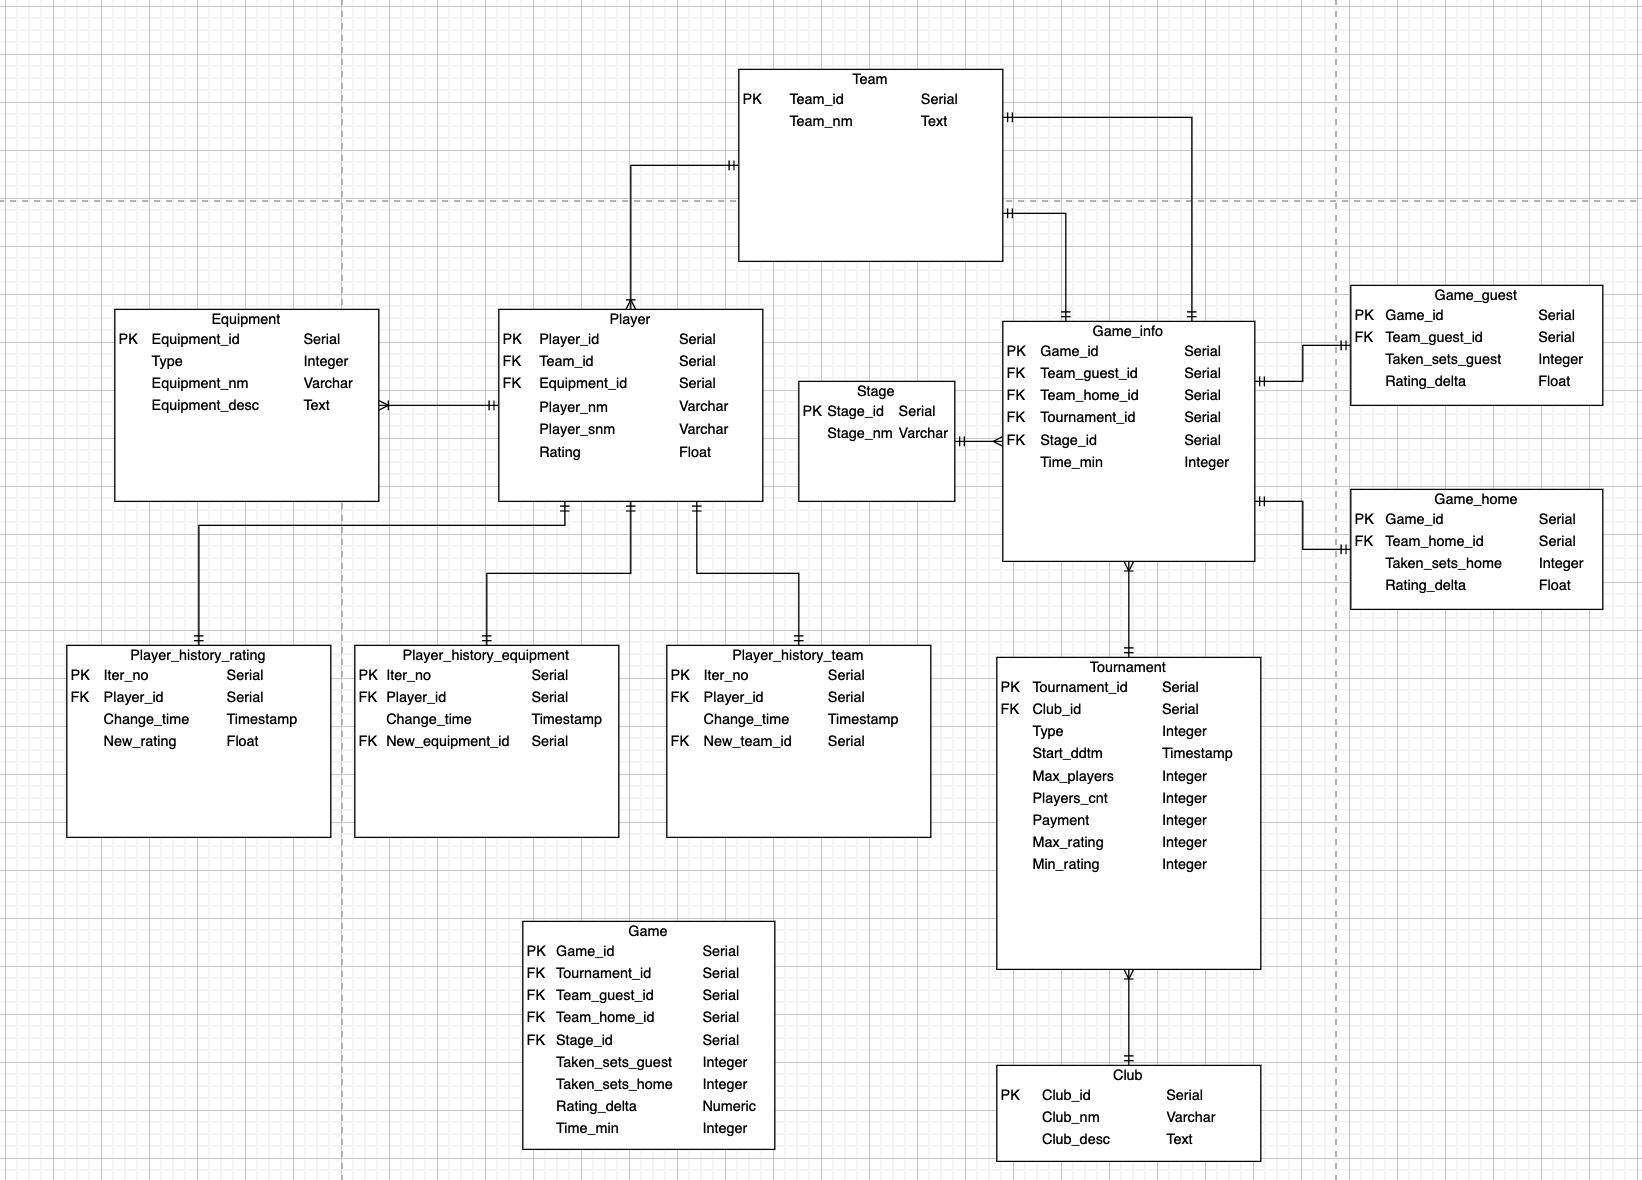 Team
PK Team_id Serial
Team_nm Text
Equipment
PK Equipment_id Serial
Type Integer
Equipment_nm Varchar
Equipment_desc Text
Player
PK Player_id Serial
FK Team_id Serial
FK Equipment_id Serial
Player_nm Varchar
Player_snm Varchar
Rating Float
Stage
PK Stage_id Serial
Stage_nm Varchar
Game_info
PK Game_id Serial
FK Team_guest_id Serial
FK Team_home_id Serial
FK Tournament_id Serial
FK Stage_id Serial
Time_min Integer
Game_guest
PK Game_id Serial
FK Team_guest_id Serial
Taken_sets_guest Integer
Rating_delta Float
Game_home
PK Game_id Serial
FK Team_home_id Serial
Taken_sets_home Integer
Rating_delta Float
Player_history_rating
PK Iter_no Serial
FK Player_id Serial
Change_time Timestamp
New_rating Float
Player_history_equipment
PK Iter_no Serial
FK Player_id Serial
Change_time Timestamp
FK New_equipment_id Serial
Player_history_team
PK Iter_no Serial
FK Player_id Serial
Change_time Timestamp
FK New_team_id Serial
Tournament
PK Tournament_id Serial
FK Club_id Serial
Type Integer
Start_ddtm Timestamp
Max_players Integer
Players_cnt Integer
Payment Integer
Max_rating Integer
Min_rating Integer
Game
PK Game_id Serial
FK Tournament_id Serial
FK Team_guest_id Serial
FK Team_home_id Serial
FK Stage_id Serial
Taken_sets_guest Integer
Taken_sets_home Integer
Rating_delta Numeric
Time_min Integer
Club
PK Club_id Serial
Club_nm Varchar
Club_desc Text